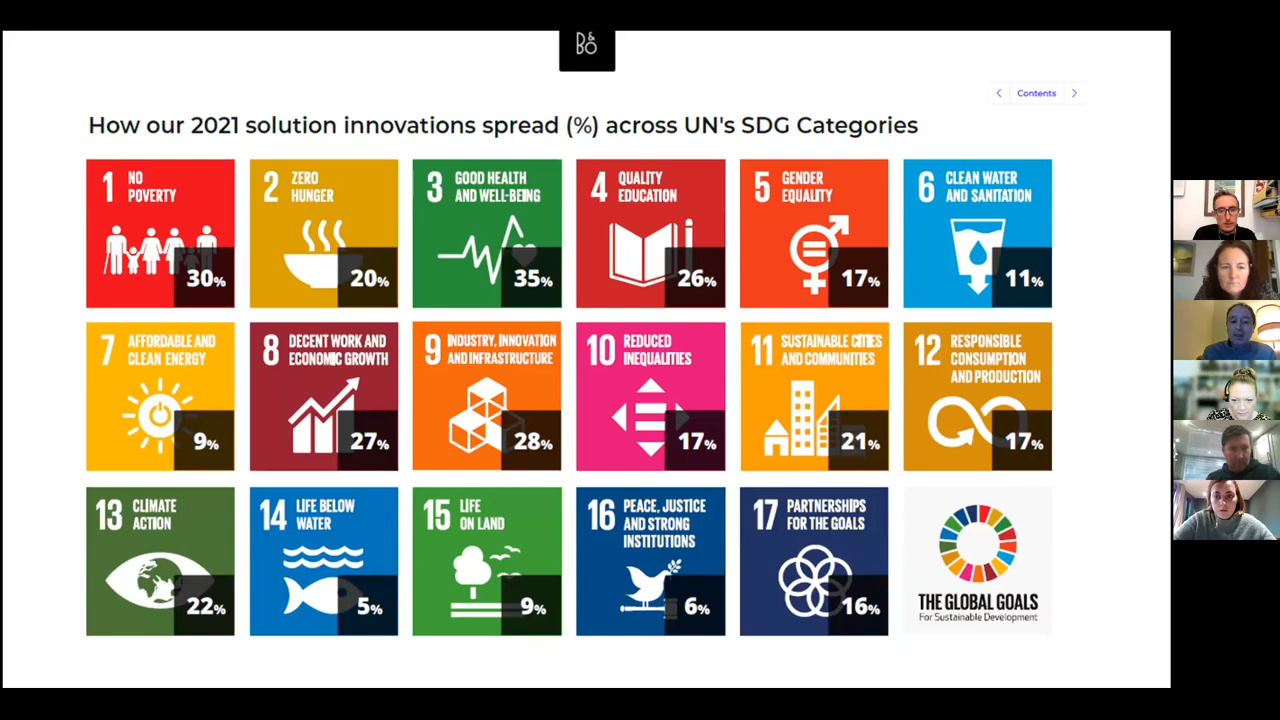 B&
BO
Contents
How our 2021 solution innovations spread (%) across UN's SDG Categories
1 NO
POVERTY
30%
2 ZERO
HUNGER
20%
3 GOOD HEALTH
AND WELL-BEING
35%
4 QUALITY
EDUCATION
26%
5 GENDER
EQUALITY
17%
6 CLEAN WATER
AND SANITATION
11%
7 AFFORDABLE AND
CLEAN ENERGY
9%
8 DECENT WORK AND
ECONOMIC GROWTH
27%
9 INDUSTRY, INNOVATION
AND INFRASTRUCTURE
28%
10 REDUCED
INEQUALITIES
17%
11 SUSTAINABLE CITIES
AND COMMUNITIES
21%
12 RESPONSIBLE
CONSUMPTION
AND PRODUCTION
17%
13 CLIMATE
ACTION
22%
14 LIFE BELOW
WATER
5%
15 LIFE
ON LAND
9%
16 PEACE, JUSTICE
AND STRONG
INSTITUTIONS
6%
17 PARTNERSHIPS
FOR THE GOALS
16%
THE GLOBAL GOALS
For Sustainable Development